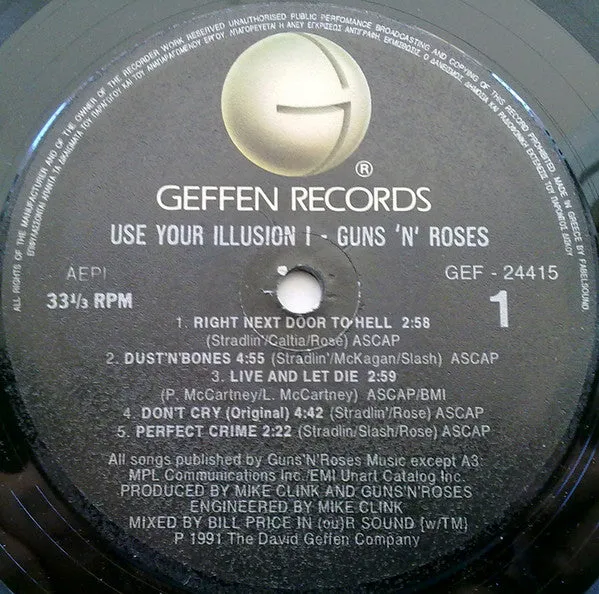 ALL RIGHTS OF THE MANUFACTURER AND OF THE OWNER OF THE RECORDED WORK RESERVED UNAUTHORISED PUBLIC PERFOMANCE BROADCASTING AND COPYING OF THIS RECORD PROHIBITED MADE IN GREECE BY FABELSOUND.
®
GEFFEN RECORDS
USE YOUR ILLUSION I - GUNS 'N' ROSES
AEPI
GEF - 24415
33 1/3 RPM
1
1. RIGHT NEXT DOOR TO HELL 2:58
(Stradlin'/Caltia/Rose) ASCAP
2. DUST'N'BONES 4:55 (Stradlin'/McKagan/Slash) ASCAP
3. LIVE AND LET DIE 2:59
(P. McCartney/L. McCartney) ASCAP/BMI
4. DON'T CRY (Original) 4:42 (Stradlin'/Rose) ASCAP
5. PERFECT CRIME 2:22 (Stradlin/Slash/Rose) ASCAP
All songs published by Guns'N'Roses Music except A3:
MPL Communications Inc./EMI Unart Catalog Inc.
PRODUCED BY MIKE CLINK AND GUNS'N'ROSES
ENGINEERED BY MIKE CLINK
MIXED BY BILL PRICE IN (ou)R SOUND {w/TM}
P 1991 The David Geffen Company